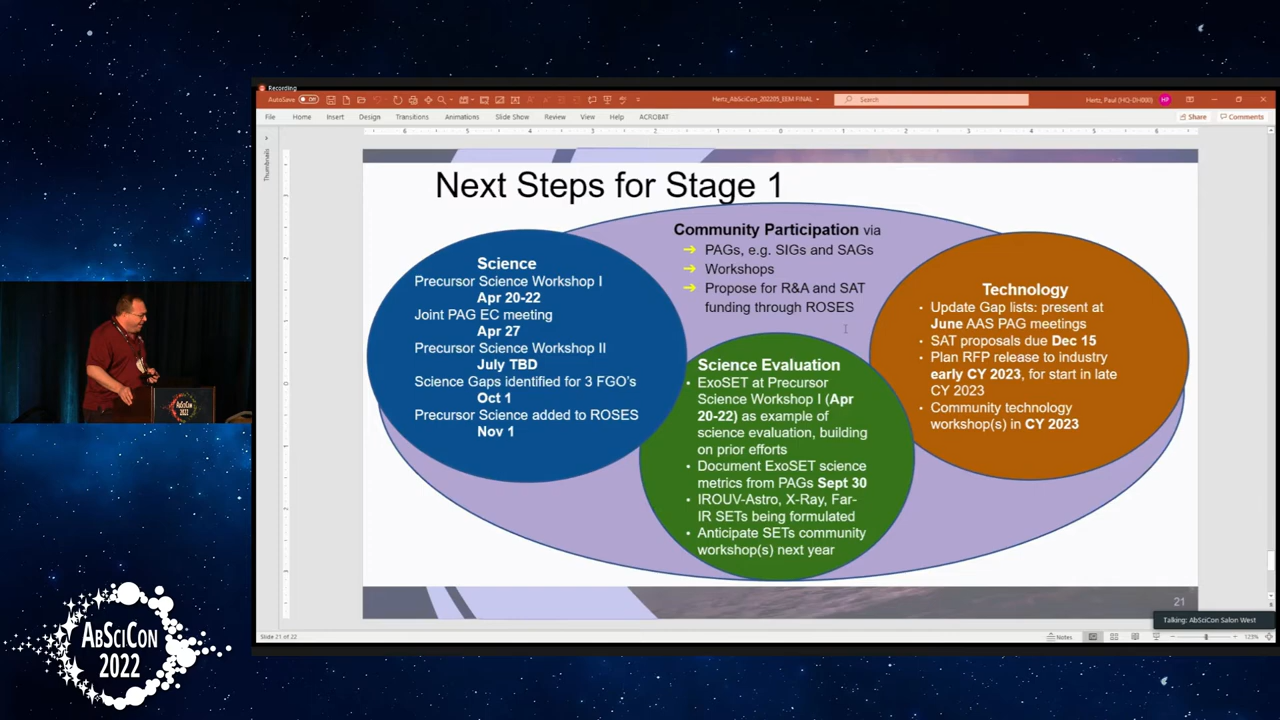 Recording
AutoSave Off
Hertz_AbSciCon_202205_EEM FINAL
Search
Hertz, Paul (HQ-DH000) HP
File Home Insert Design Transitions Animations Slide Show Review View Help ACROBAT
Share Comments
Thumbnails
Next Steps for Stage 1
Community Participation via
➔ PAGs, e.g. SIGs and SAGs
➔ Workshops
➔ Propose for R&A and SAT
funding through ROSES
Science
Precursor Science Workshop I
Apr 20-22
Joint PAG EC meeting
Apr 27
Precursor Science Workshop II
July TBD
Science Gaps identified for 3 FGO's
Oct 1
Precursor Science added to ROSES
Nov 1
Science Evaluation
• ExoSET at Precursor
Science Workshop I (Apr
20-22) as example of
science evaluation, building
on prior efforts
• Document ExoSET science
metrics from PAGs Sept 30
• IROUV-Astro, X-Ray, Far-
IR SETs being formulated
• Anticipate SETs community
workshop(s) next year
Technology
• Update Gap lists: present at
June AAS PAG meetings
• SAT proposals due Dec 15
• Plan RFP release to industry
early CY 2023, for start in late
CY 2023
• Community technology
workshop(s) in CY 2023
21
Talking: AbSciCon Salon West
Slide 21 of 22
Notes
125%
ABSCICON
2022
ABSCICON
2022